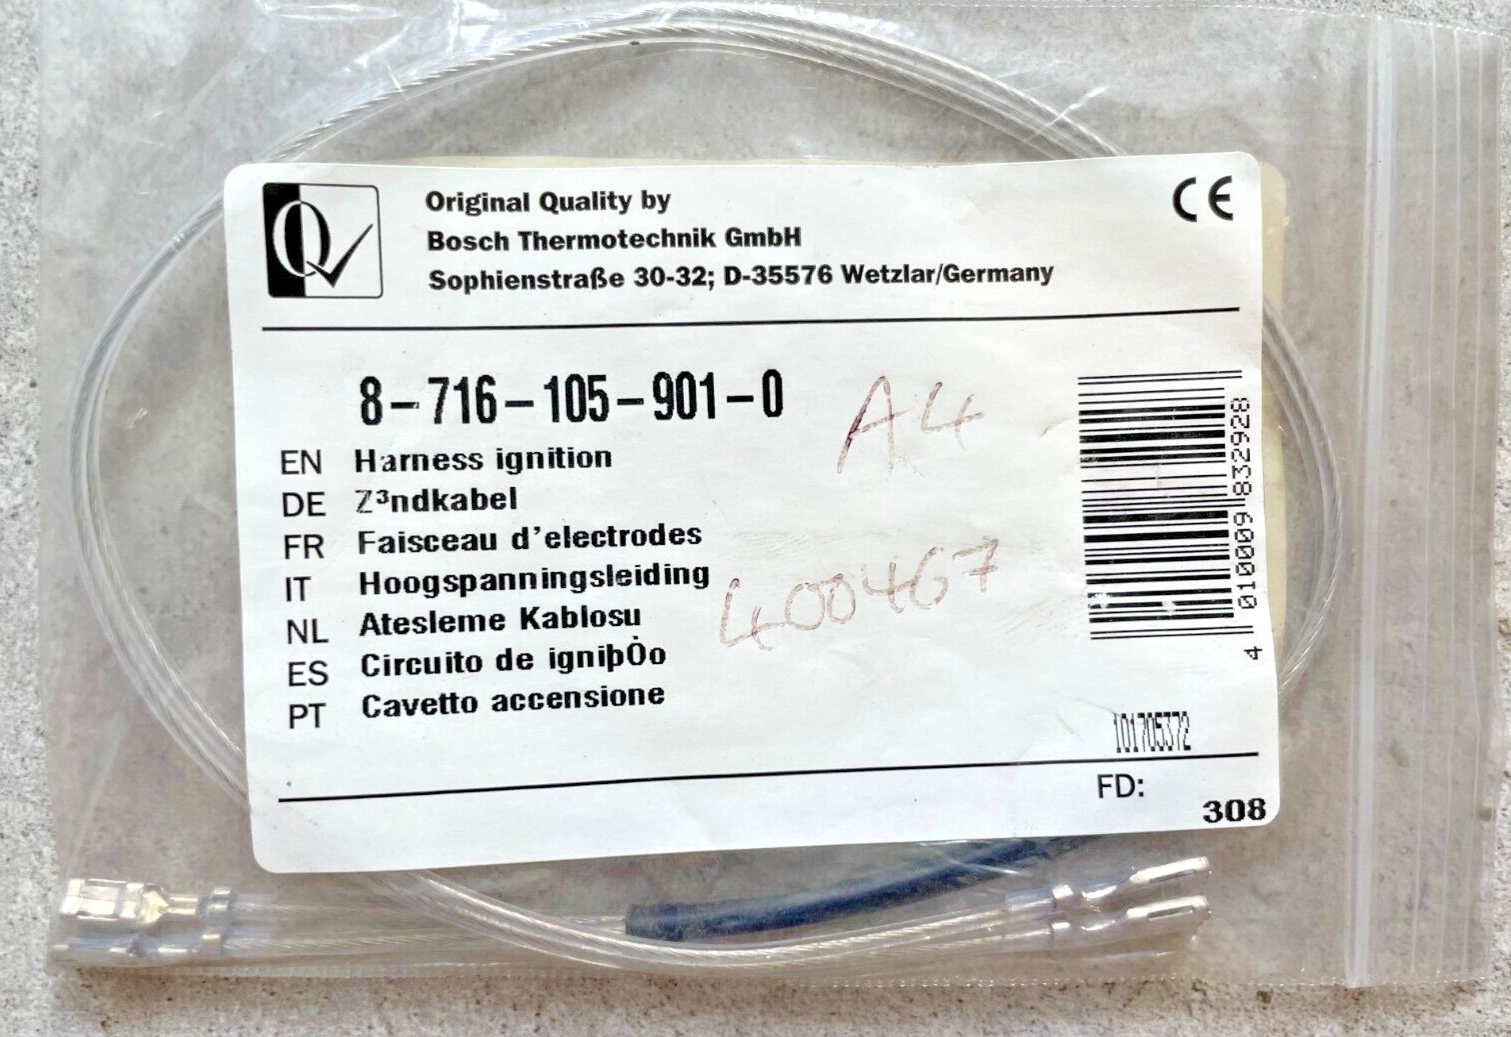 Q
Original Quality by
Bosch Thermotechnik GmbH
Sophienstraße 30-32; D-35576 Wetzlar/Germany
CE
8-716-105-901-0
A4
EN Harness ignition
DE Z³ndkabel
FR Faisceau d'electrodes
IT Hoogspanningsleiding
NL Atesleme Kablosu
ES Circuito de igniþÒo
PT Cavetto accensione
400467
4 010009 832928
101705372
FD:
308